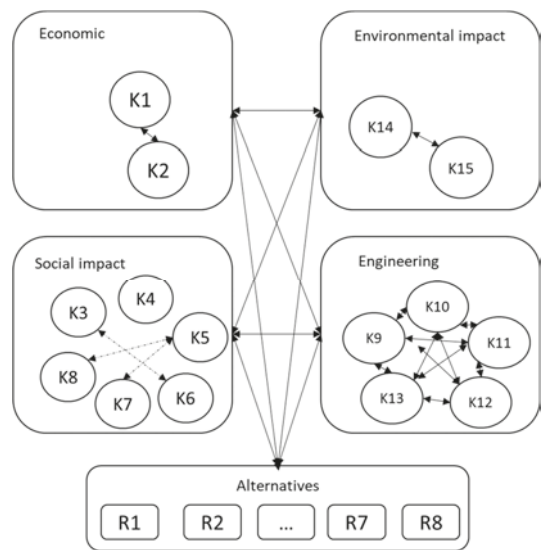 Economic
K1
K2
Environmental impact
K14
K15
Social impact
K3
K4
K5
K8
K7
K6
Engineering
K10
K9
K11
K13
K12
Alternatives
R1 R2 ... R7 R8